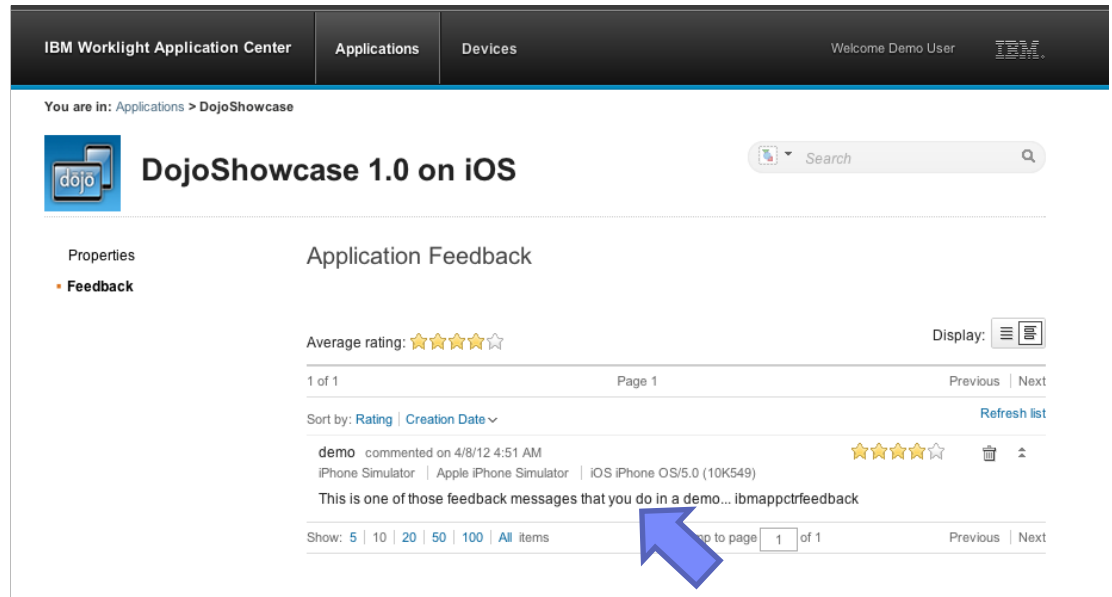 IBM Worklight Application Center Applications Devices Welcome Demo User IBM.
You are in: Applications > DojoShowcase
dojo DojoShowcase 1.0 on iOS Search
Properties Application Feedback
Feedback
Average rating: Display:
1 of 1 Page 1 Previous | Next
Sort by: Rating | Creation Date Refresh list
demo commented on 4/8/12 4:51 AM
iPhone Simulator | Apple iPhone Simulator | iOS iPhone OS/5.0 (10K549)
This is one of those feedback messages that you do in a demo... ibmappctrfeedback
Show: 5 | 10 | 20 | 50 | 100 | All items to page 1 of 1 Previous | Next